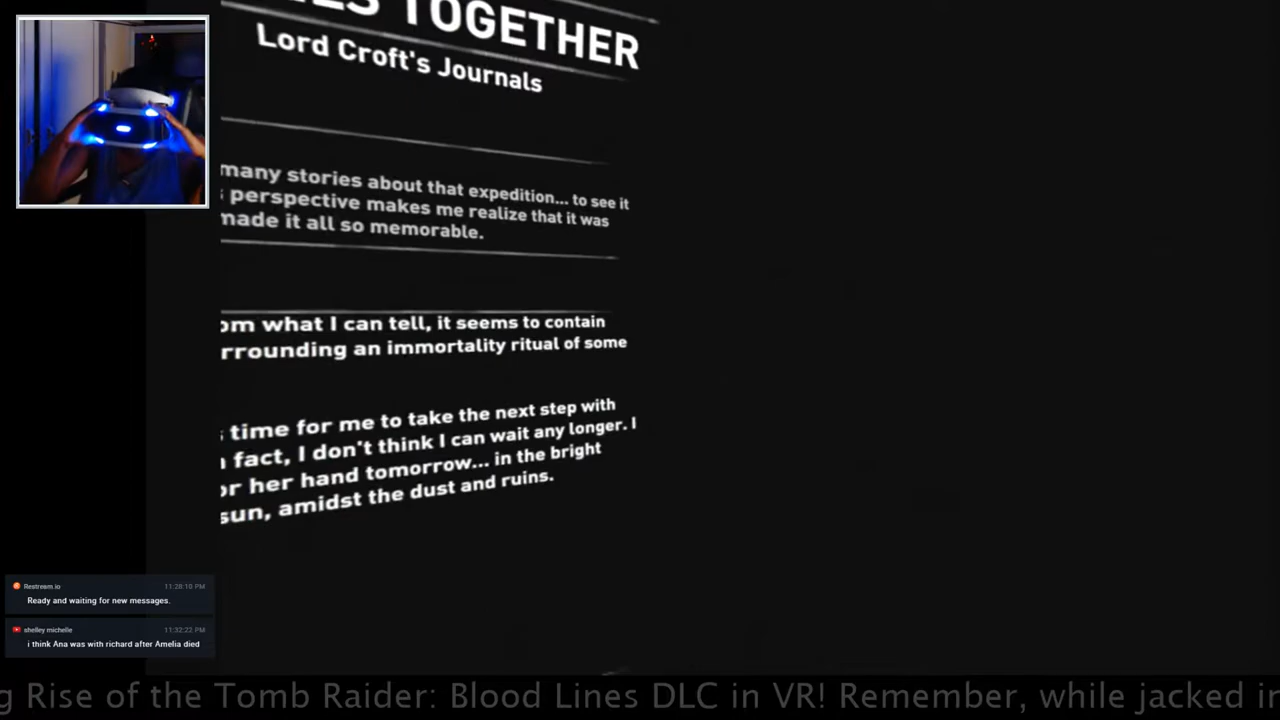 TOGETHER
Lord Croft's Journals
many stories about that expedition... to see it
perspective makes me realize that it was
made it all so memorable.
om what I can tell, it seems to contain
rrounding an immortality ritual of some
time for me to take the next step with
fact, I don't think I can wait any longer. I
or her hand tomorrow... in the bright
sun, amidst the dust and ruins.
Restream.io 11:28:10 PM
Ready and waiting for new messages.
shelley michelle 11:32:22 PM
i think Ana was with richard after Amelia died
g Rise of the Tomb Raider: Blood Lines DLC in VR! Remember, while jacked in